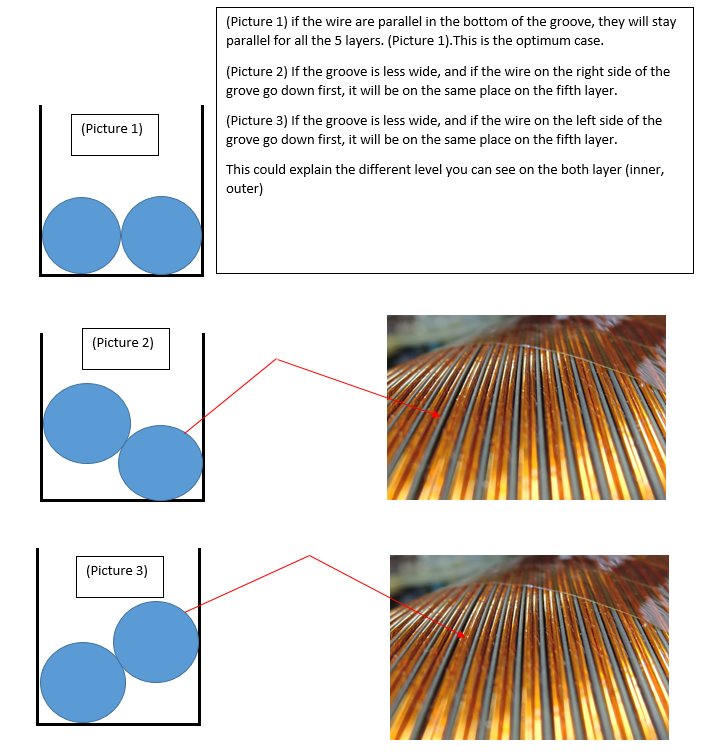 (Picture 1) if the wire are parallel in the bottom of the groove, they will stay
parallel for all the 5 layers. (Picture 1).This is the optimum case.
(Picture 2) If the groove is less wide, and if the wire on the right side of the
grove go down first, it will be on the same place on the fifth layer.
(Picture 3) If the groove is less wide, and if the wire on the left side of the
grove go down first, it will be on the same place on the fifth layer.
This could explain the different level you can see on the both layer (inner,
outer)
(Picture 1)
(Picture 2)
(Picture 3)